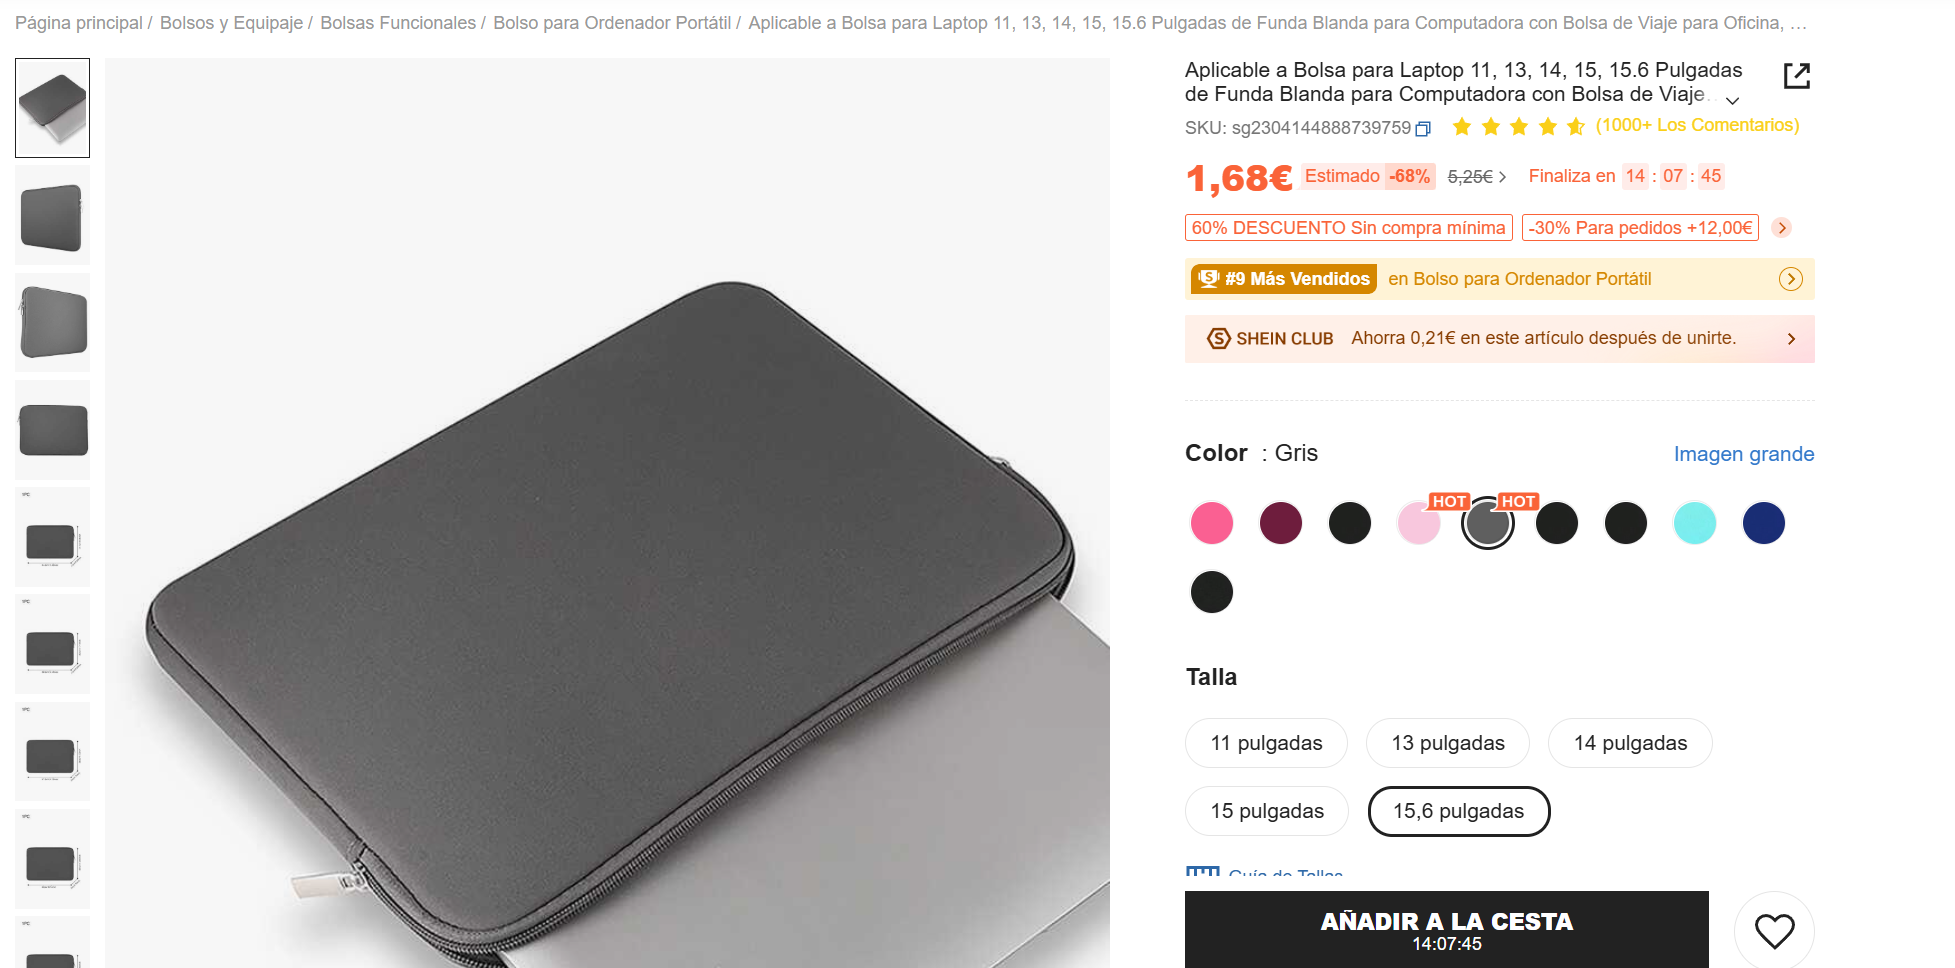 Página principal / Bolsos y Equipaje / Bolsas Funcionales / Bolso para Ordenador Portátil / Aplicable a Bolsa para Laptop 11, 13, 14, 15, 15.6 Pulgadas de Funda Blanda para Computadora con Bolsa de Viaje para Oficina, ...
Aplicable a Bolsa para Laptop 11, 13, 14, 15, 15.6 Pulgadas
de Funda Blanda para Computadora con Bolsa de Viaje...
SKU: sg2304144888739759 (1000+ Los Comentarios)
1,68€ Estimado -68% 5,25€ > Finaliza en 14 : 07 : 45
60% DESCUENTO Sin compra mínima -30% Para pedidos +12,00€
#9 Más Vendidos en Bolso para Ordenador Portátil
S SHEIN CLUB Ahorra 0,21€ en este artículo después de unirte.
Color : Gris Imagen grande
HOT HOT
Talla
11 pulgadas 13 pulgadas 14 pulgadas
15 pulgadas 15,6 pulgadas
Guía de Tallas
AÑADIR A LA CESTA
14:07:45